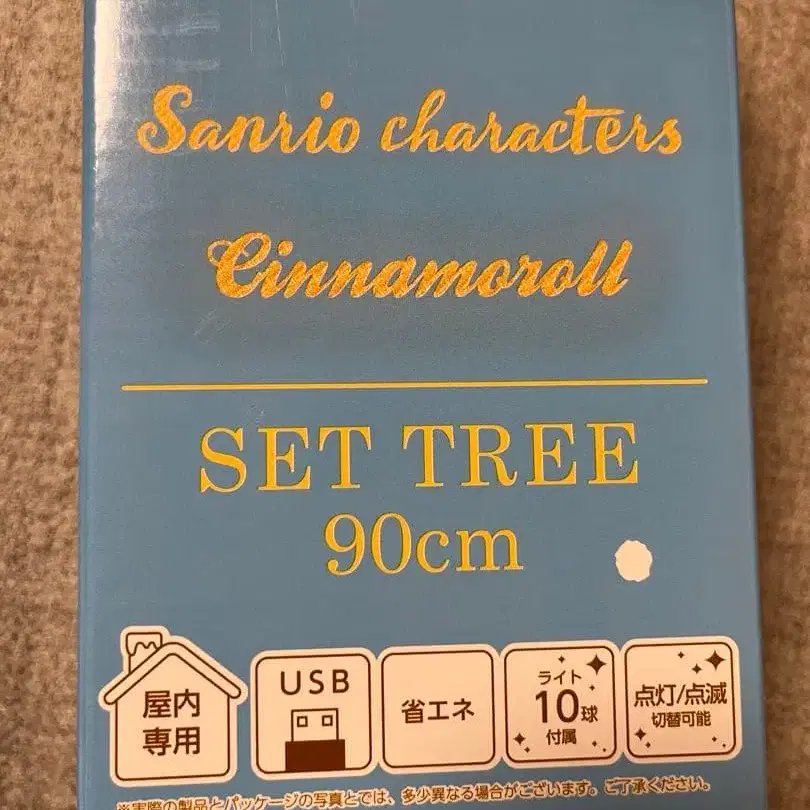 Sanrio characters
Cinnamoroll
SET TREE
90cm
屋内
専用
USB
省エネ
ライト
10球
付属
点灯/点滅
切替可能
※実際の製品とパッケージの写真とでは、多少異なる場合がございます。ご了承ください。